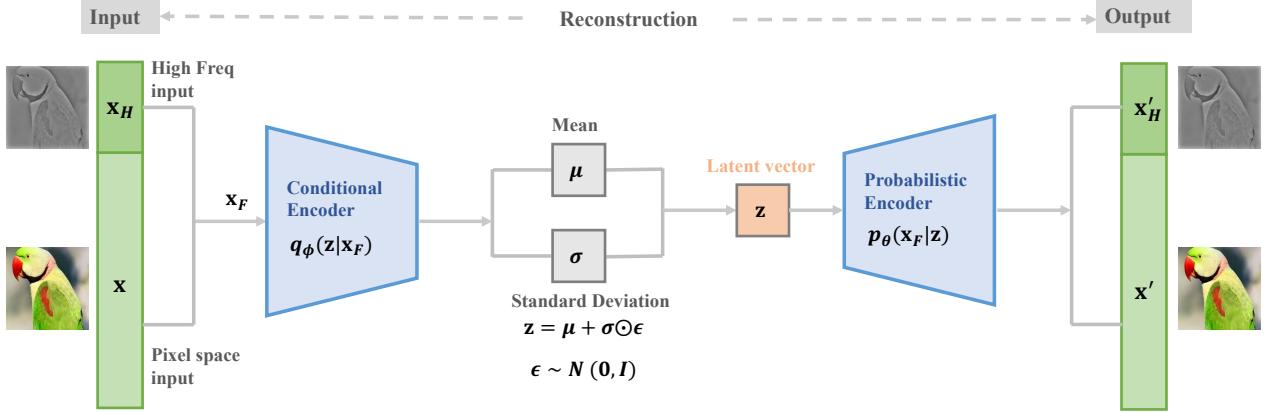 Input
Reconstruction
Output
High Freq
input
x_H
x
Pixel space
input
x_F
Conditional
Encoder
q_ϕ(z|x_F)
Mean
μ
σ
Standard Deviation
z = μ + σ⊙ϵ
ϵ ~ N (0, I)
Latent vector
z
Probabilistic
Encoder
p_θ(x_F|z)
x'_H
x'